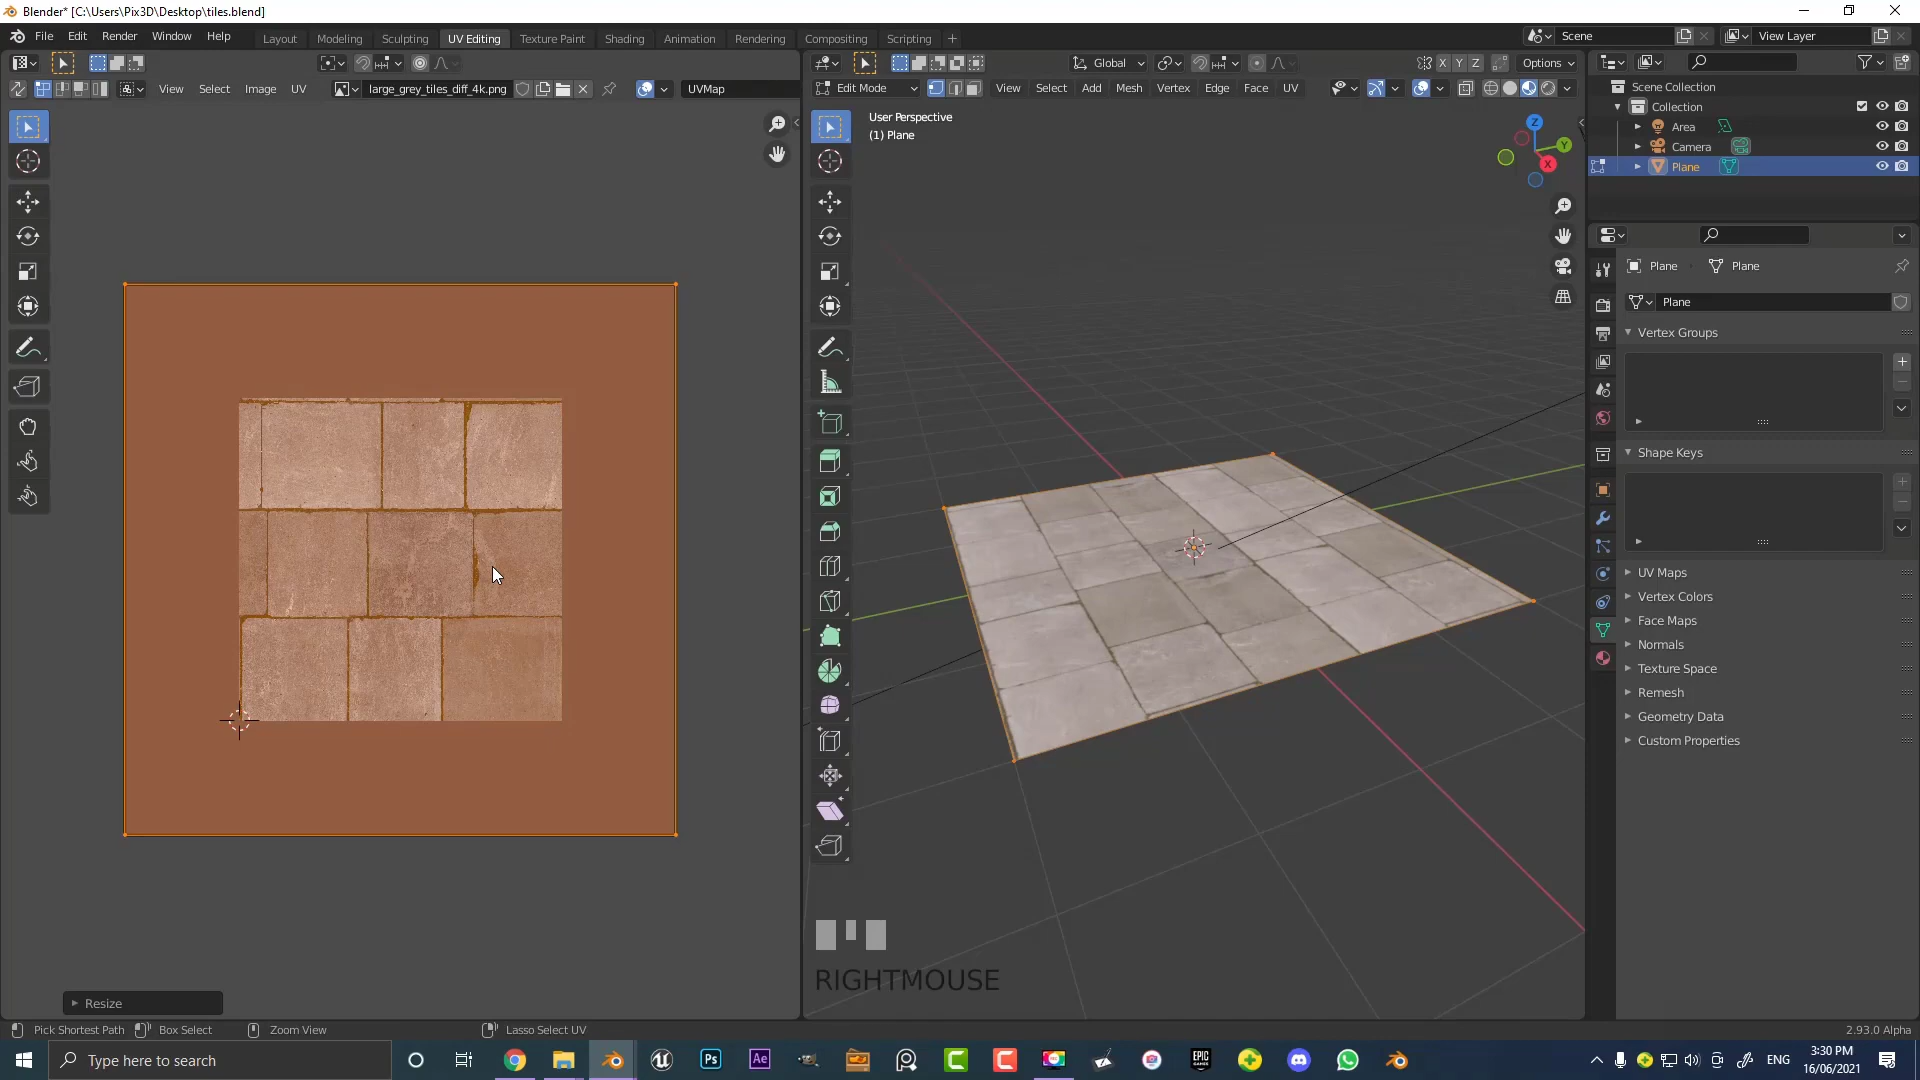 Blender* [C:\Users\Pix3D\Desktop\tiles.blend]
File Edit Render Window Help
Layout Modeling Sculpting UV Editing Texture Paint Shading Animation Rendering Compositing Scripting
Scene
View Layer
Global
Options
X Y Z
View Select Image UV
large_grey_tiles_diff_4k.png
UVMap
Edit Mode
View Select Add Mesh Vertex Edge Face UV
User Perspective
(1) Plane
Z
Y
X
Scene Collection
Collection
Area
Camera
Plane
Plane
Plane
Plane
Vertex Groups
Shape Keys
UV Maps
Vertex Colors
Face Maps
Normals
Texture Space
Remesh
Geometry Data
Custom Properties
RIGHTMOUSE
Resize
Pick Shortest Path
Box Select
Zoom View
Lasso Select UV
2.93.0 Alpha
Type here to search
Ps
Ae
EPIC
GAMES
ENG
3:30 PM
16/06/2021